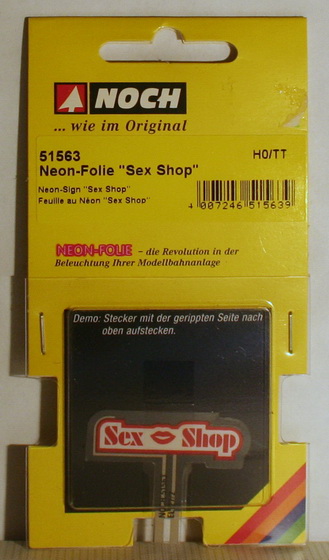 NOCH
... wie im Original
51563 H0/TT
Neon-Folie "Sex Shop"
Neon-Sign "Sex Shop"
Feuille au Nèon "Sex Shop"
4 007246 515639
NEON-FOLIE – die Revolution in der
Beleuchtung Ihrer Modellbahnanlage
Demo: Stecker mit der gerippten Seite nach
oben aufstecken.
Sex Shop
NOCH